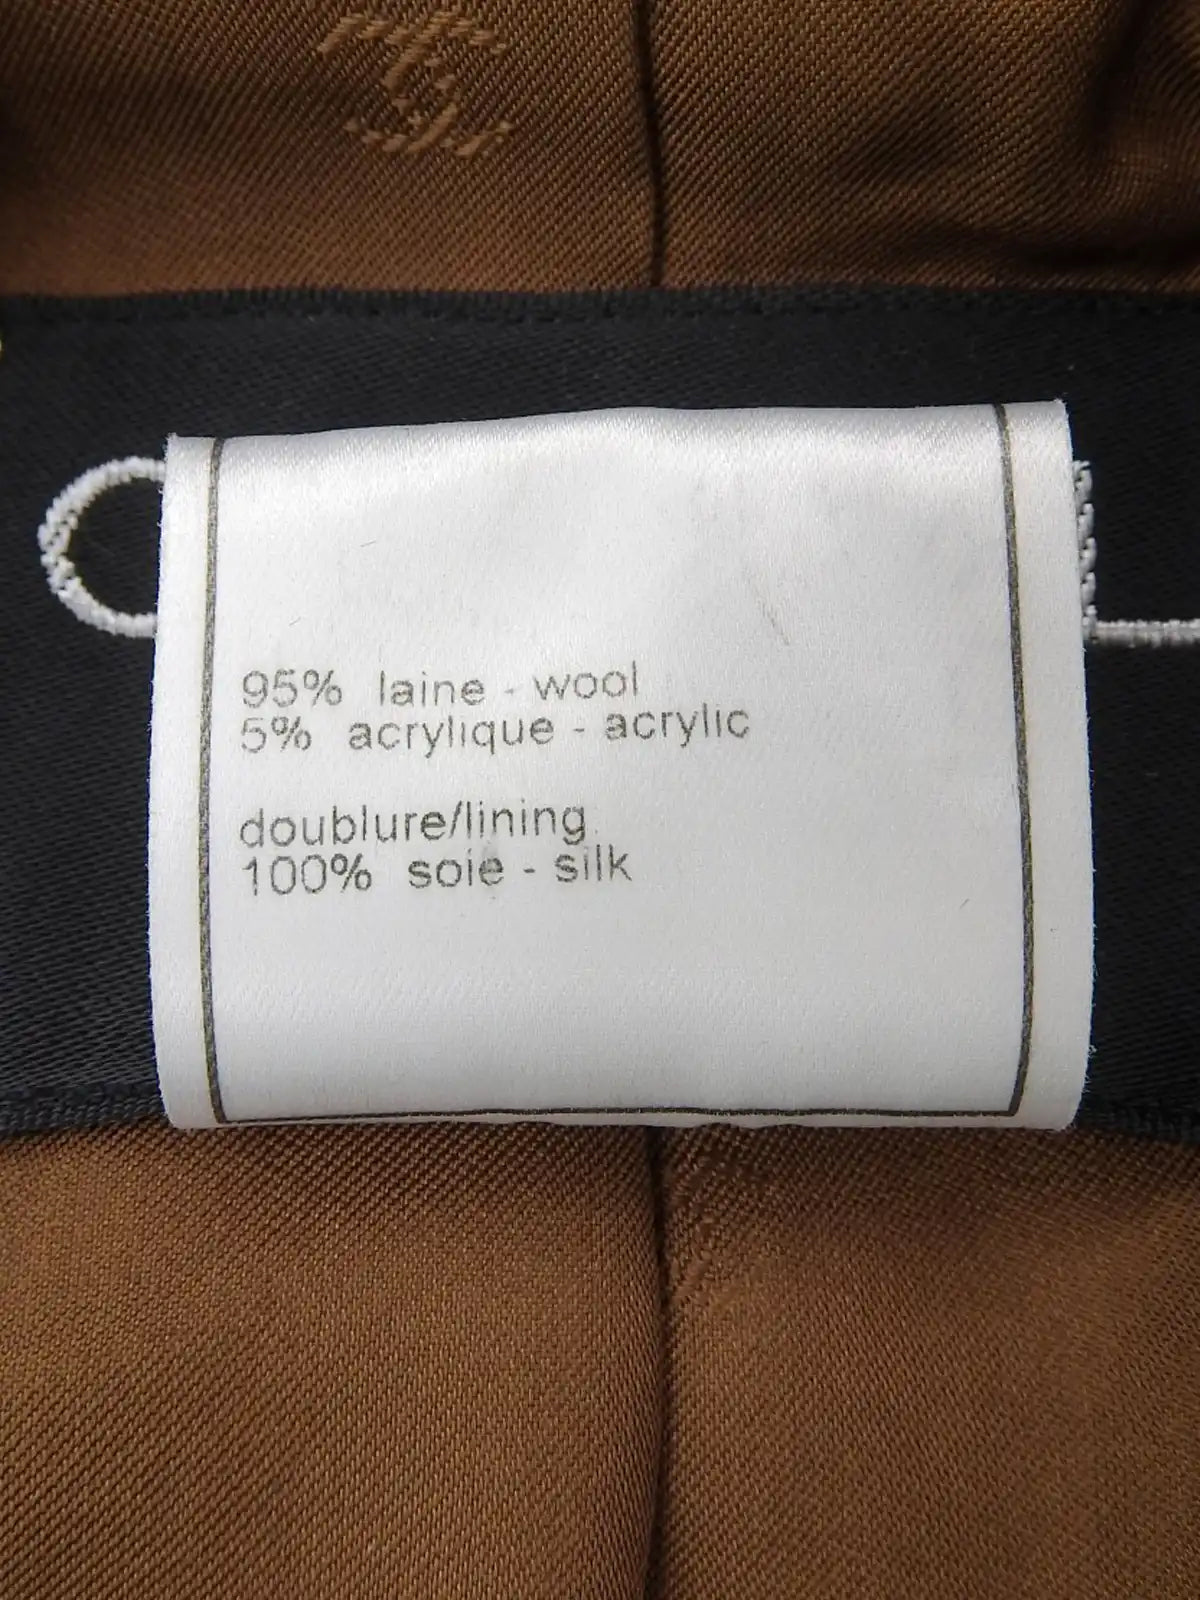 95% laine - wool
5% acrylique - acrylic
doublure/lining
100% soie - silk